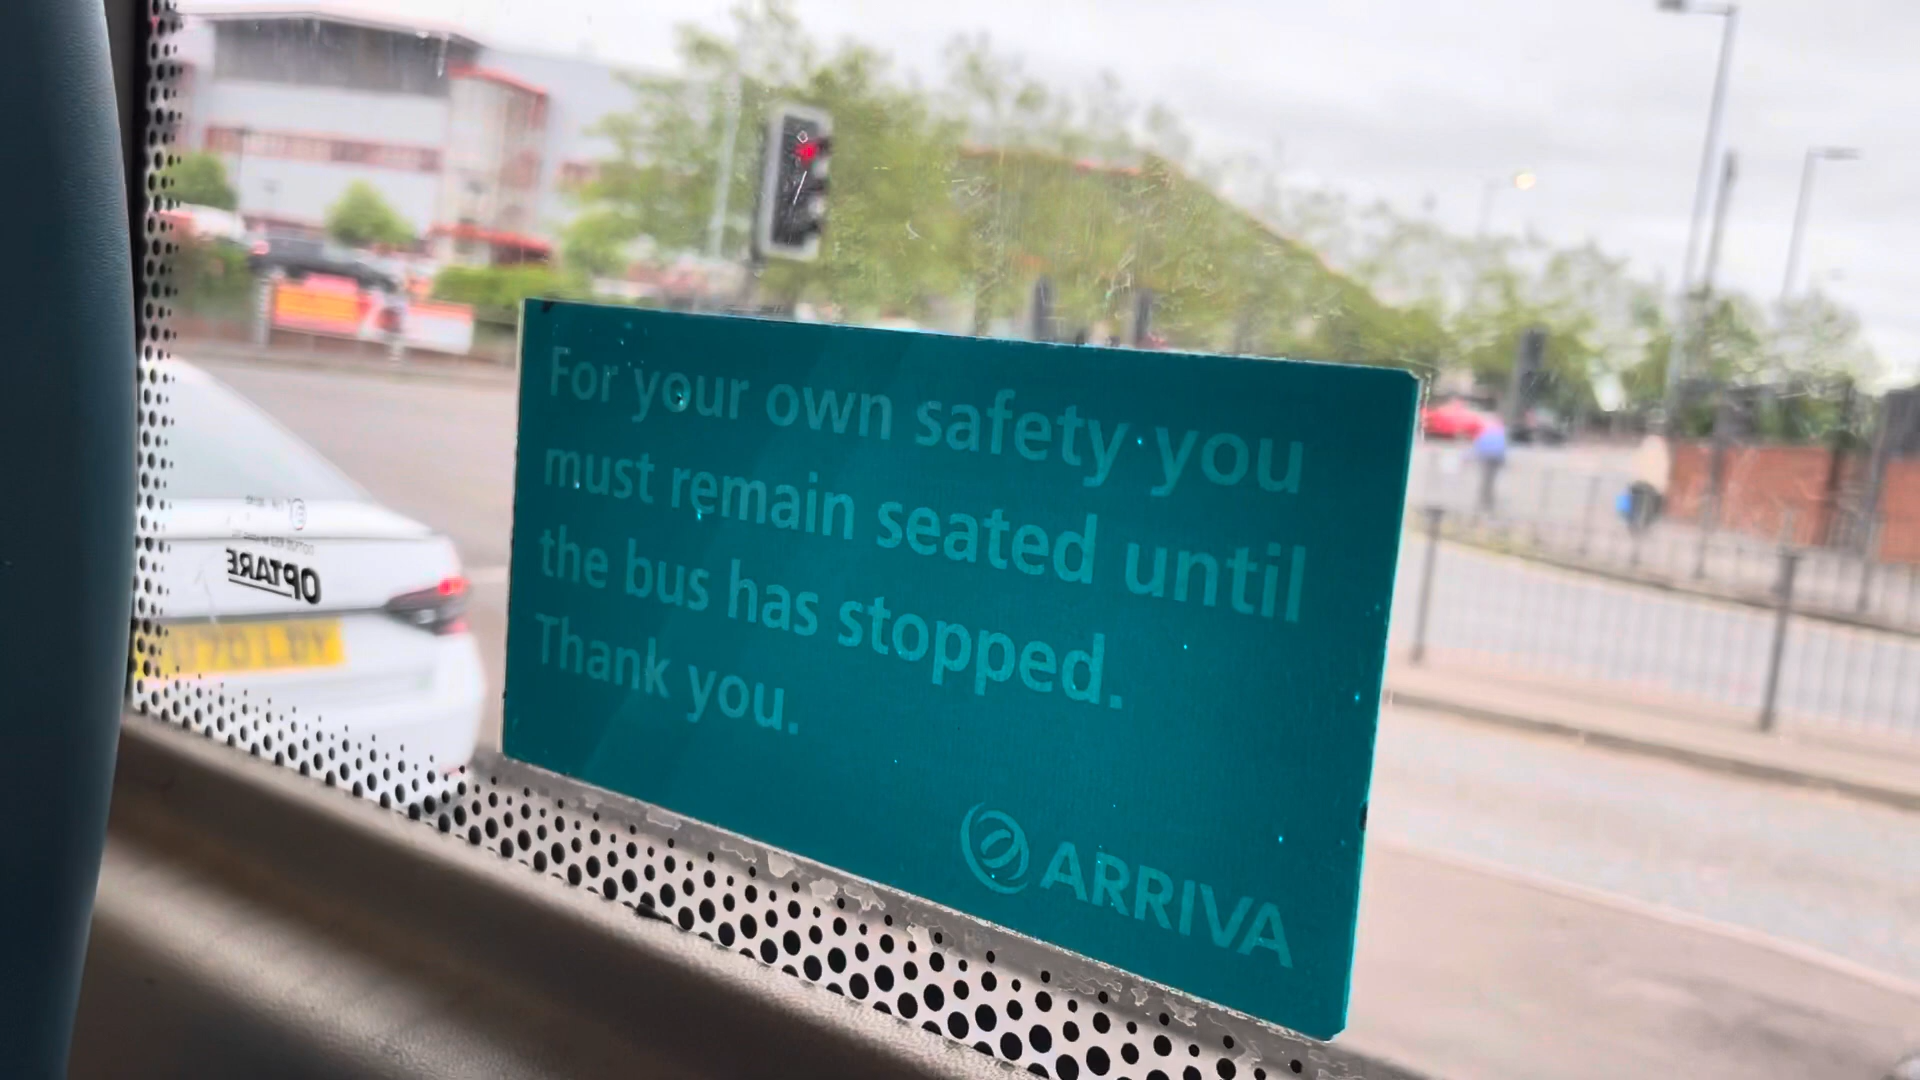 For your own safety you
must remain seated until
the bus has stopped.
Thank you.
ARRIVA
OPTARE